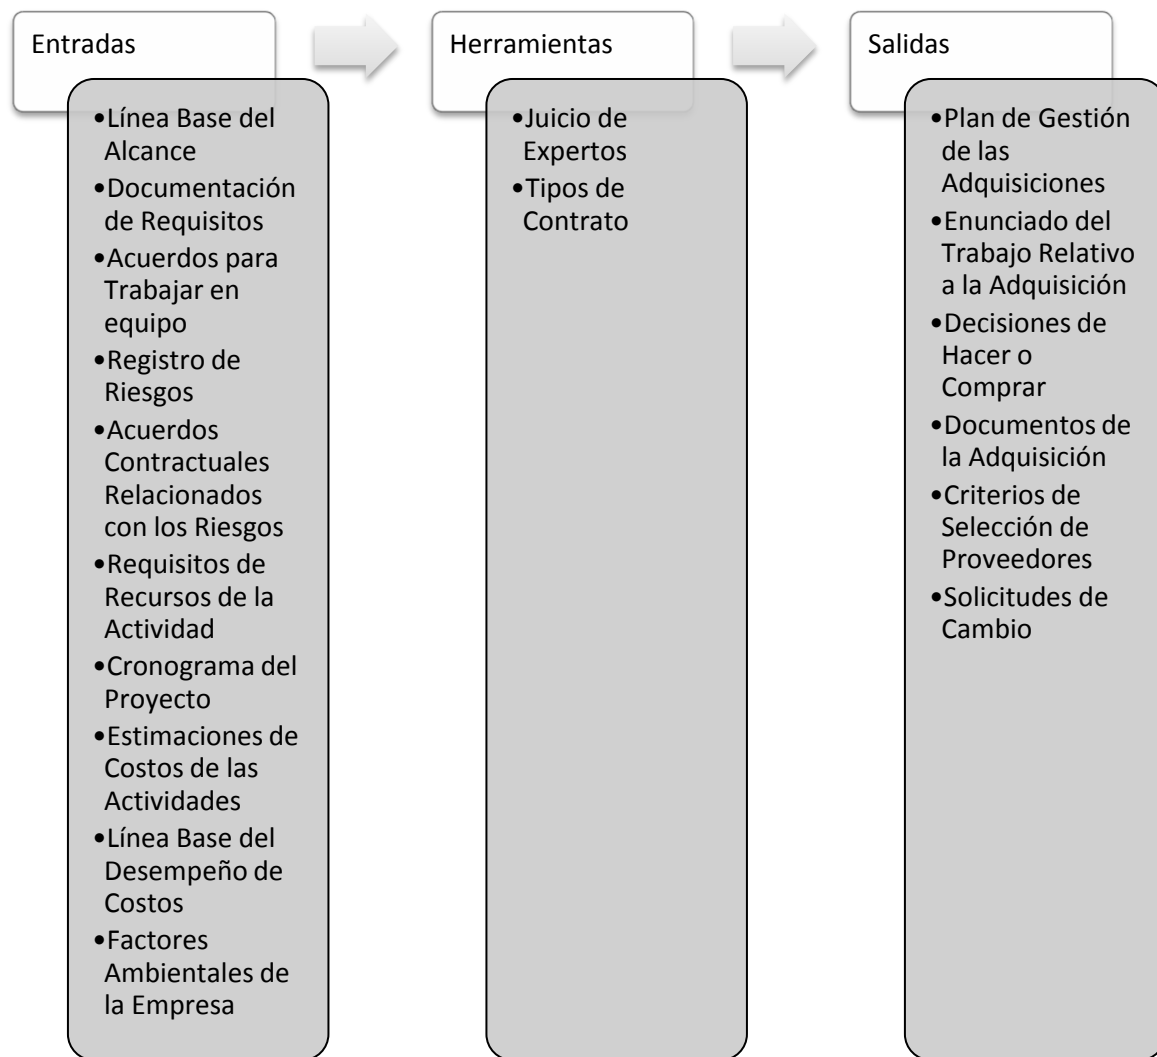 Entradas
•Línea Base del
Alcance
•Documentación
de Requisitos
•Acuerdos para
Trabajar en
equipo
•Registro de
Riesgos
•Acuerdos
Contractuales
Relacionados
con los Riesgos
•Requisitos de
Recursos de la
Actividad
•Cronograma del
Proyecto
•Estimaciones de
Costos de las
Actividades
•Línea Base del
Desempeño de
Costos
•Factores
Ambientales de
la Empresa
Herramientas
•Juicio de
Expertos
•Tipos de
Contrato
Salidas
•Plan de Gestión
de las
Adquisiciones
•Enunciado del
Trabajo Relativo
a la Adquisición
•Decisiones de
Hacer o
Comprar
•Documentos de
la Adquisición
•Criterios de
Selección de
Proveedores
•Solicitudes de
Cambio